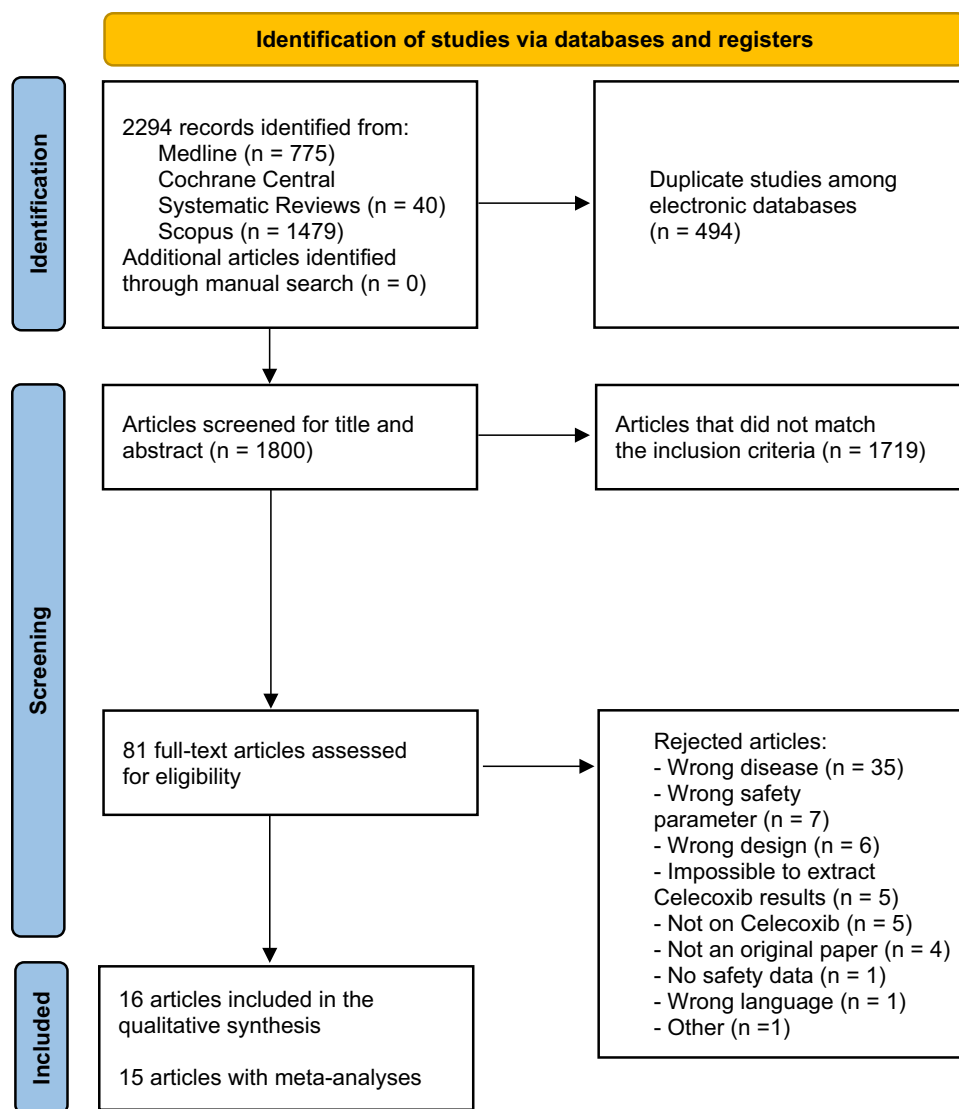 Identification of studies via databases and registers
Identification
2294 records identified from:
Medline (n = 775)
Cochrane Central
Systematic Reviews (n = 40)
Scopus (n = 1479)
Additional articles identified
through manual search (n = 0)
Duplicate studies among
electronic databases
(n = 494)
Screening
Articles screened for title and
abstract (n = 1800)
Articles that did not match
the inclusion criteria (n = 1719)
81 full-text articles assessed
for eligibility
Rejected articles:
- Wrong disease (n = 35)
- Wrong safety
parameter (n = 7)
- Wrong design (n = 6)
- Impossible to extract
Celecoxib results (n = 5)
- Not on Celecoxib (n = 5)
- Not an original paper (n = 4)
- No safety data (n = 1)
- Wrong language (n = 1)
- Other (n =1)
Included
16 articles included in the
qualitative synthesis
15 articles with meta-analyses